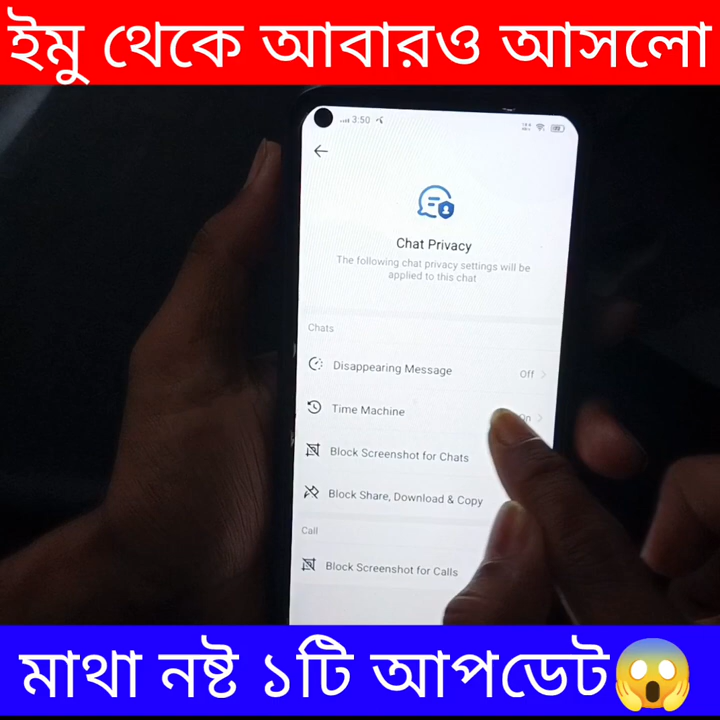 ইমু থেকে আবারও আসলো
3:50
Chat Privacy
The following chat privacy settings will be
applied to this chat
Chats
Disappearing Message Off
Time Machine On
Block Screenshot for Chats
Block Share, Download & Copy
Call
Block Screenshot for Calls
মাথা নষ্ট ১টি আপডেট😱